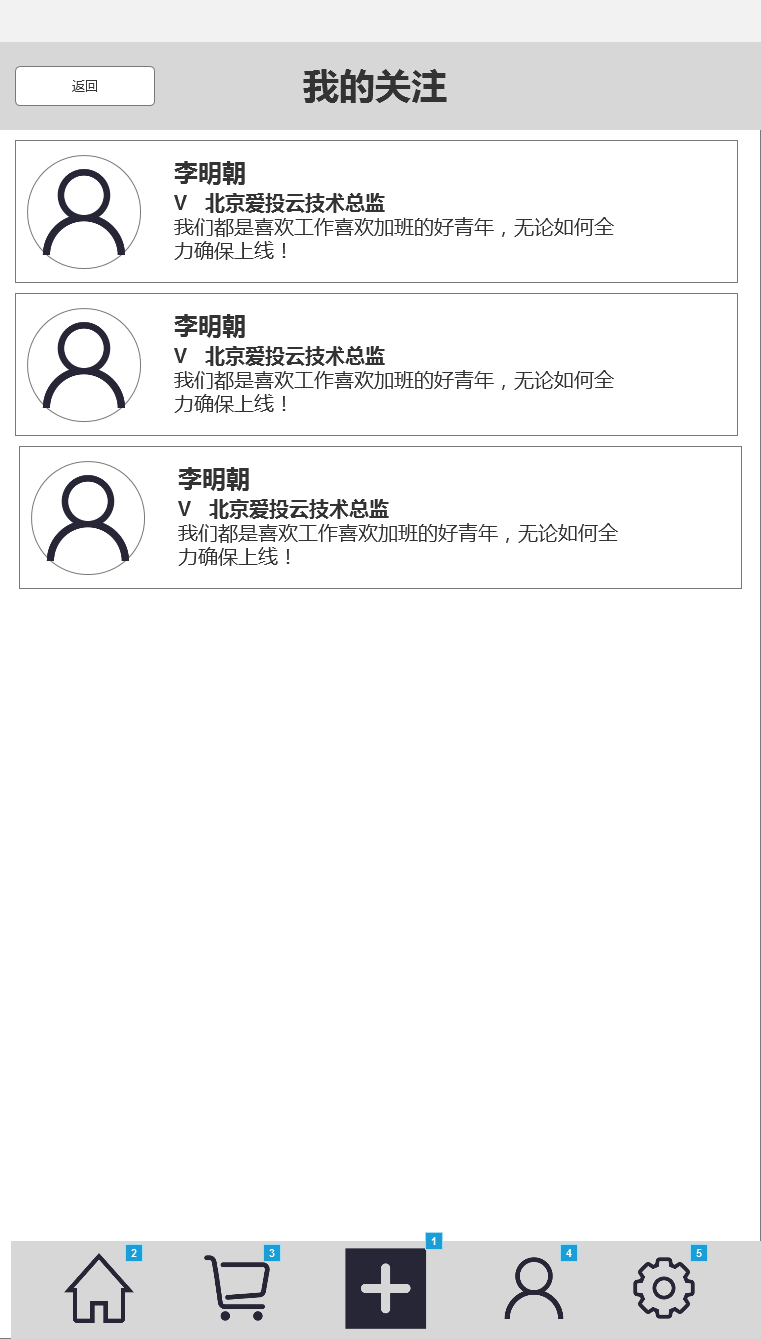 返回
我的关注
李明朝
V 北京爱投云技术总监
我们都是喜欢工作喜欢加班的好青年，无论如何全
力确保上线！
李明朝
V 北京爱投云技术总监
我们都是喜欢工作喜欢加班的好青年，无论如何全
力确保上线！
李明朝
V 北京爱投云技术总监
我们都是喜欢工作喜欢加班的好青年，无论如何全
力确保上线！
2 3 1 4 5